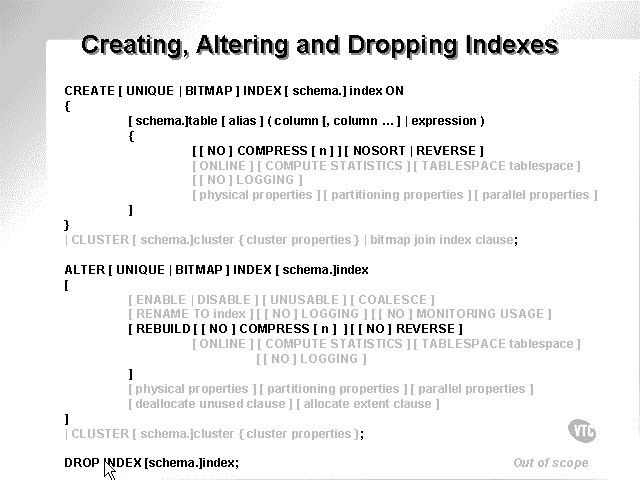 Creating, Altering and Dropping Indexes
CREATE [ UNIQUE | BITMAP ] INDEX [ schema.] index ON
{
[ schema.]table [ alias ] ( column [, column ... ] | expression )
{
[ [ NO ] COMPRESS [ n ] ] [ NOSORT | REVERSE ]
[ ONLINE ] [ COMPUTE STATISTICS ] [ TABLESPACE tablespace ]
[ [ NO ] LOGGING ]
[ physical properties ] [ partitioning properties ] [ parallel properties ]
]
}
| CLUSTER [ schema.]cluster { cluster properties } | bitmap join index clause;
ALTER [ UNIQUE | BITMAP ] INDEX [ schema.]index
[
[ ENABLE | DISABLE ] [ UNUSABLE ] [ COALESCE ]
[ RENAME TO index ] [ [ NO ] LOGGING ] [ [ NO ] MONITORING USAGE ]
[ REBUILD [ [ NO ] COMPRESS [ n ] ] [ [ NO ] REVERSE ]
[ ONLINE ] [ COMPUTE STATISTICS ] [ TABLESPACE tablespace ]
[ [ NO ] LOGGING ]
]
[ physical properties ] [ partitioning properties ] [ parallel properties ]
[ deallocate unused clause ] [ allocate extent clause ]
]
| CLUSTER [ schema.]cluster { cluster properties };
VTC
DROP INDEX [schema.]index;
Out of scope